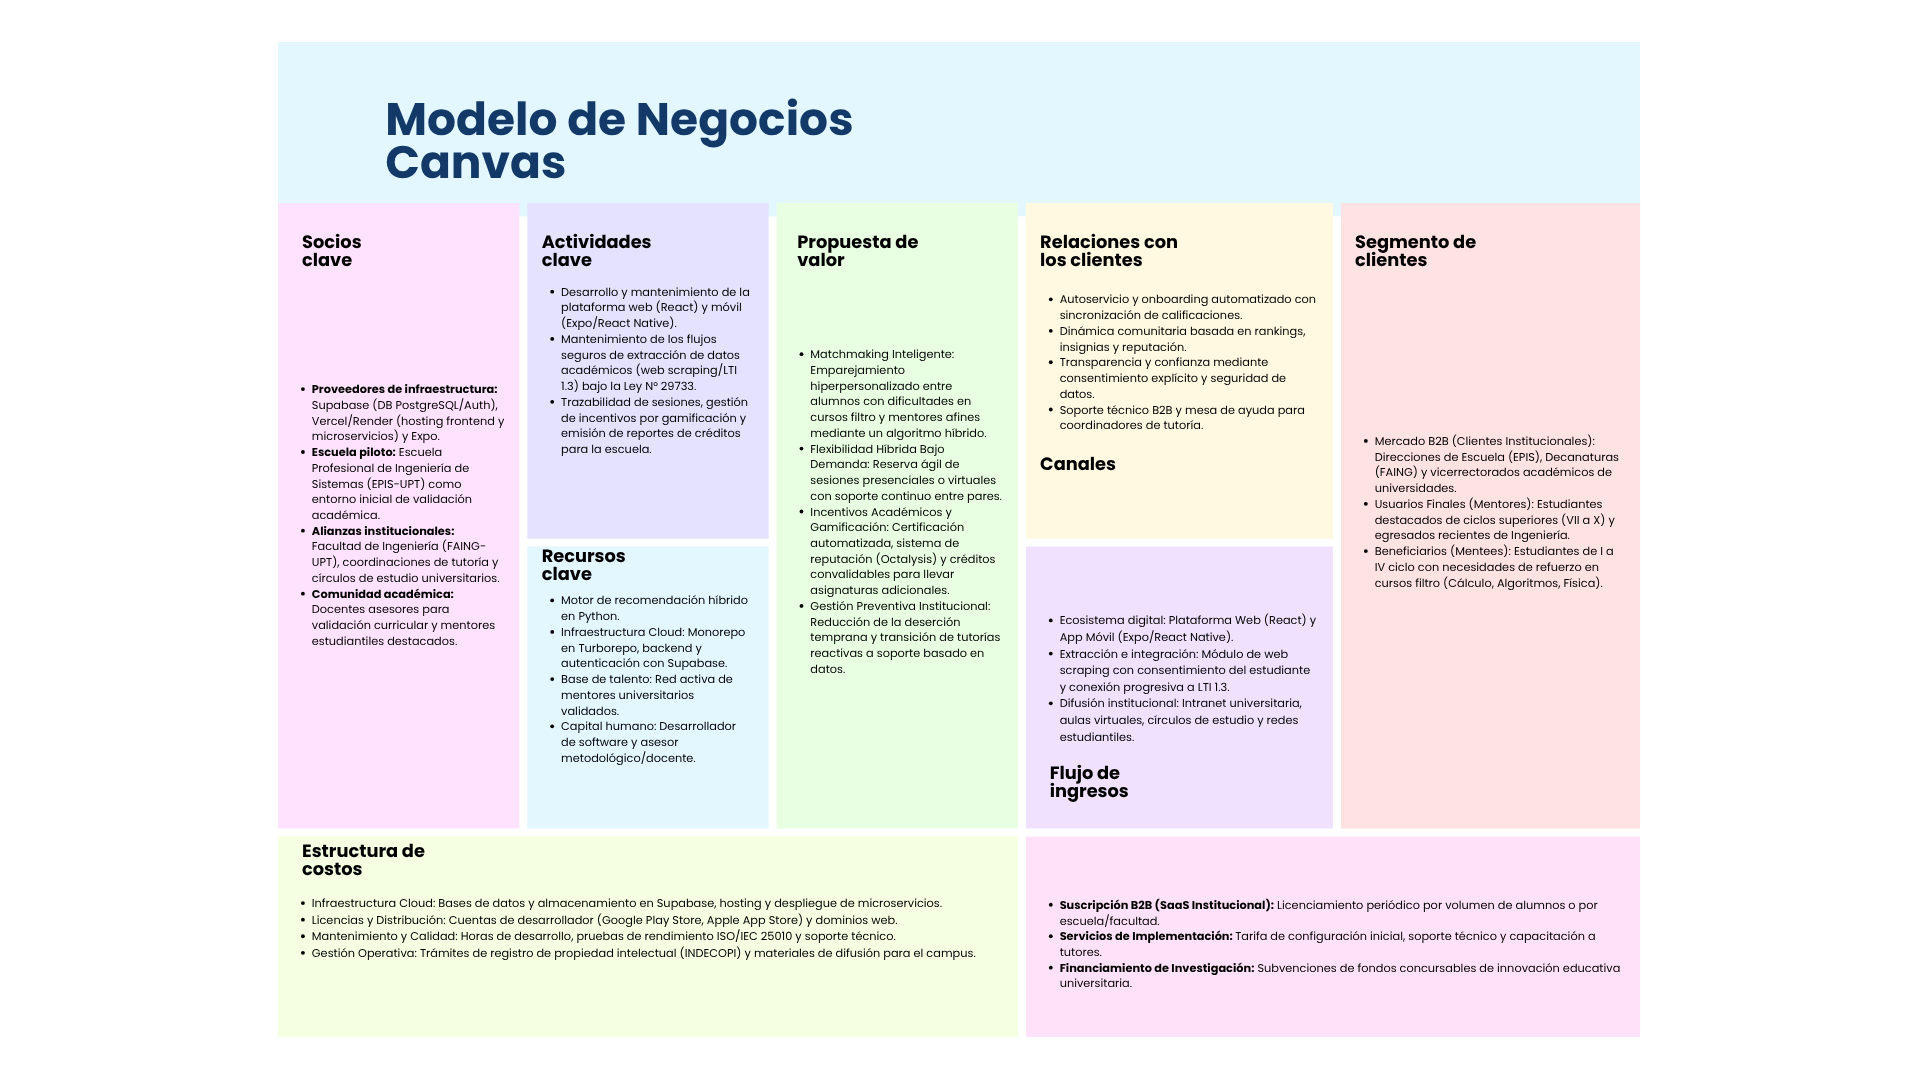 Modelo de Negocios
Canvas
Socios
clave
• Proveedores de infraestructura:
Supabase (DB PostgreSQL/Auth),
Vercel/Render (hosting frontend y
microservicios) y Expo.
• Escuela piloto: Escuela
Profesional de Ingeniería de
Sistemas (EPIS-UPT) como
entorno inicial de validación
académica.
• Alianzas institucionales:
Facultad de Ingeniería (FAING-
UPT), coordinaciones de tutoría y
círculos de estudio universitarios.
• Comunidad académica:
Docentes asesores para
validación curricular y mentores
estudiantiles destacados.
Actividades
clave
• Desarrollo y mantenimiento de la
plataforma web (React) y móvil
(Expo/React Native).
• Mantenimiento de los flujos
seguros de extracción de datos
académicos (web scraping/LTI
1.3) bajo la Ley N° 29733.
• Trazabilidad de sesiones, gestión
de incentivos por gamificación y
emisión de reportes de créditos
para la escuela.
Recursos
clave
• Motor de recomendación híbrido
en Python.
• Infraestructura Cloud: Monorepo
en Turborepo, backend y
autenticación con Supabase.
• Base de talento: Red activa de
mentores universitarios
validados.
• Capital humano: Desarrollador
de software y asesor
metodológico/docente.
Propuesta de
valor
• Matchmaking Inteligente:
Emparejamiento
hiperpersonalizado entre
alumnos con dificultades en
cursos filtro y mentores afines
mediante un algoritmo híbrido.
• Flexibilidad Híbrida Bajo
Demanda: Reserva ágil de
sesiones presenciales o virtuales
con soporte continuo entre pares.
• Incentivos Académicos y
Gamificación: Certificación
automatizada, sistema de
reputación (Octalysis) y créditos
convalidables para llevar
asignaturas adicionales.
• Gestión Preventiva Institucional:
Reducción de la deserción
temprana y transición de tutorías
reactivas a soporte basado en
datos.
Relaciones con
los clientes
• Autoservicio y onboarding automatizado con
sincronización de calificaciones.
• Dinámica comunitaria basada en rankings,
insignias y reputación.
• Transparencia y confianza mediante
consentimiento explícito y seguridad de
datos.
• Soporte técnico B2B y mesa de ayuda para
coordinadores de tutoría.
Canales
• Ecosistema digital: Plataforma Web (React) y
App Móvil (Expo/React Native).
• Extracción e integración: Módulo de web
scraping con consentimiento del estudiante
y conexión progresiva a LTI 1.3.
• Difusión institucional: Intranet universitaria,
aulas virtuales, círculos de estudio y redes
estudiantiles.
Segmento de
clientes
• Mercado B2B (Clientes Institucionales):
Direcciones de Escuela (EPIS), Decanaturas
(FAING) y vicerrectorados académicos de
universidades.
• Usuarios Finales (Mentores): Estudiantes
destacados de ciclos superiores (VII a X) y
egresados recientes de Ingeniería.
• Beneficiarios (Mentees): Estudiantes de I a
IV ciclo con necesidades de refuerzo en
cursos filtro (Cálculo, Algoritmos, Física).
Estructura de
costos
• Infraestructura Cloud: Bases de datos y almacenamiento en Supabase, hosting y despliegue de microservicios.
• Licencias y Distribución: Cuentas de desarrollador (Google Play Store, Apple App Store) y dominios web.
• Mantenimiento y Calidad: Horas de desarrollo, pruebas de rendimiento ISO/IEC 25010 y soporte técnico.
• Gestión Operativa: Trámites de registro de propiedad intelectual (INDECOPI) y materiales de difusión para el campus.
Flujo de
ingresos
• Suscripción B2B (SaaS Institucional): Licenciamiento periódico por volumen de alumnos o por
escuela/facultad.
• Servicios de Implementación: Tarifa de configuración inicial, soporte técnico y capacitación a
tutores.
• Financiamiento de Investigación: Subvenciones de fondos concursables de innovación educativa
universitaria.